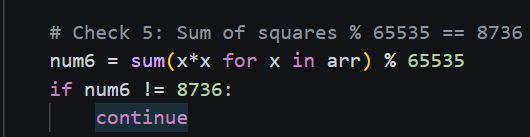 # Check 5: Sum of squares % 65535 == 8736
num6 = sum(x*x for x in arr) % 65535
if num6 != 8736:
continue